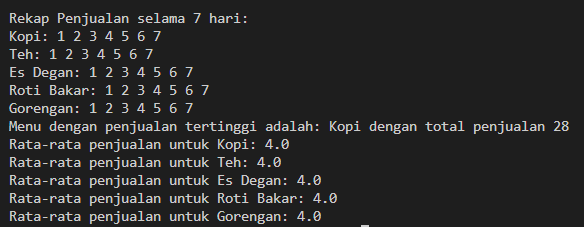 Rekap Penjualan selama 7 hari:
Kopi: 1 2 3 4 5 6 7
Teh: 1 2 3 4 5 6 7
Es Degan: 1 2 3 4 5 6 7
Roti Bakar: 1 2 3 4 5 6 7
Gorengan: 1 2 3 4 5 6 7
Menu dengan penjualan tertinggi adalah: Kopi dengan total penjualan 28
Rata-rata penjualan untuk Kopi: 4.0
Rata-rata penjualan untuk Teh: 4.0
Rata-rata penjualan untuk Es Degan: 4.0
Rata-rata penjualan untuk Roti Bakar: 4.0
Rata-rata penjualan untuk Gorengan: 4.0